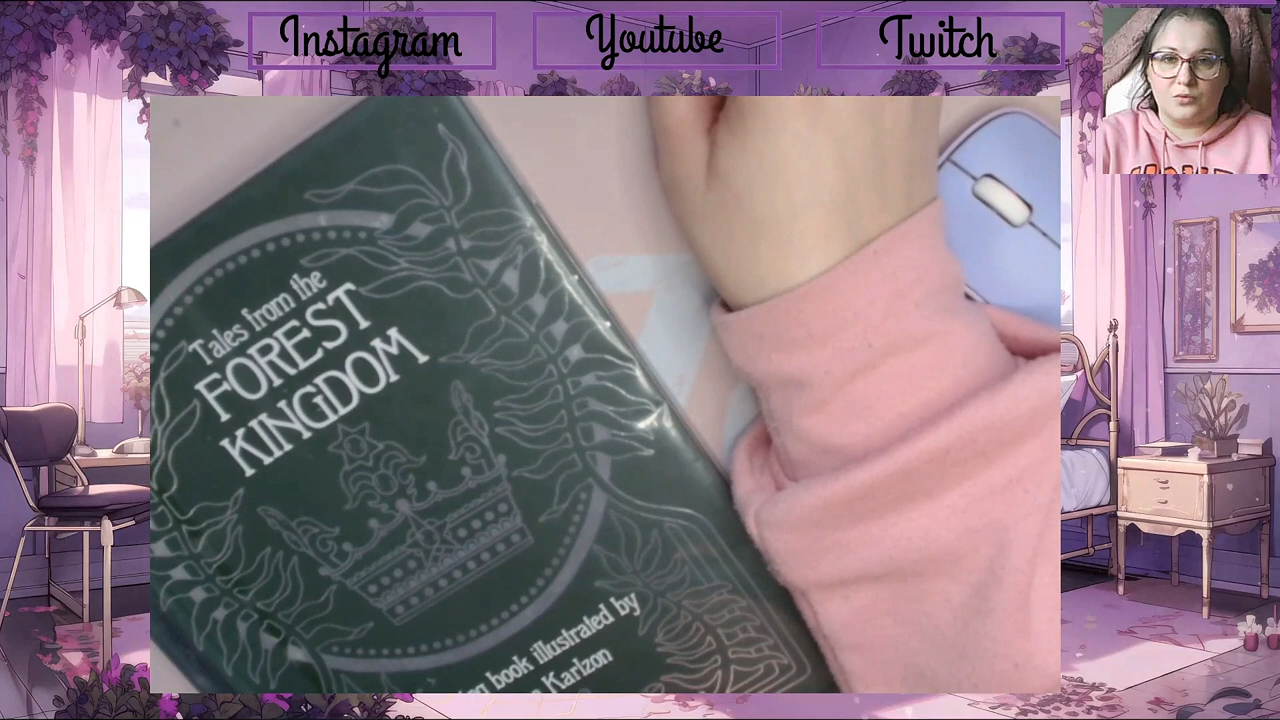 Instagram
Youtube
Twitch
Tales from the
FOREST
KINGDOM
book illustrated by
Karlzon